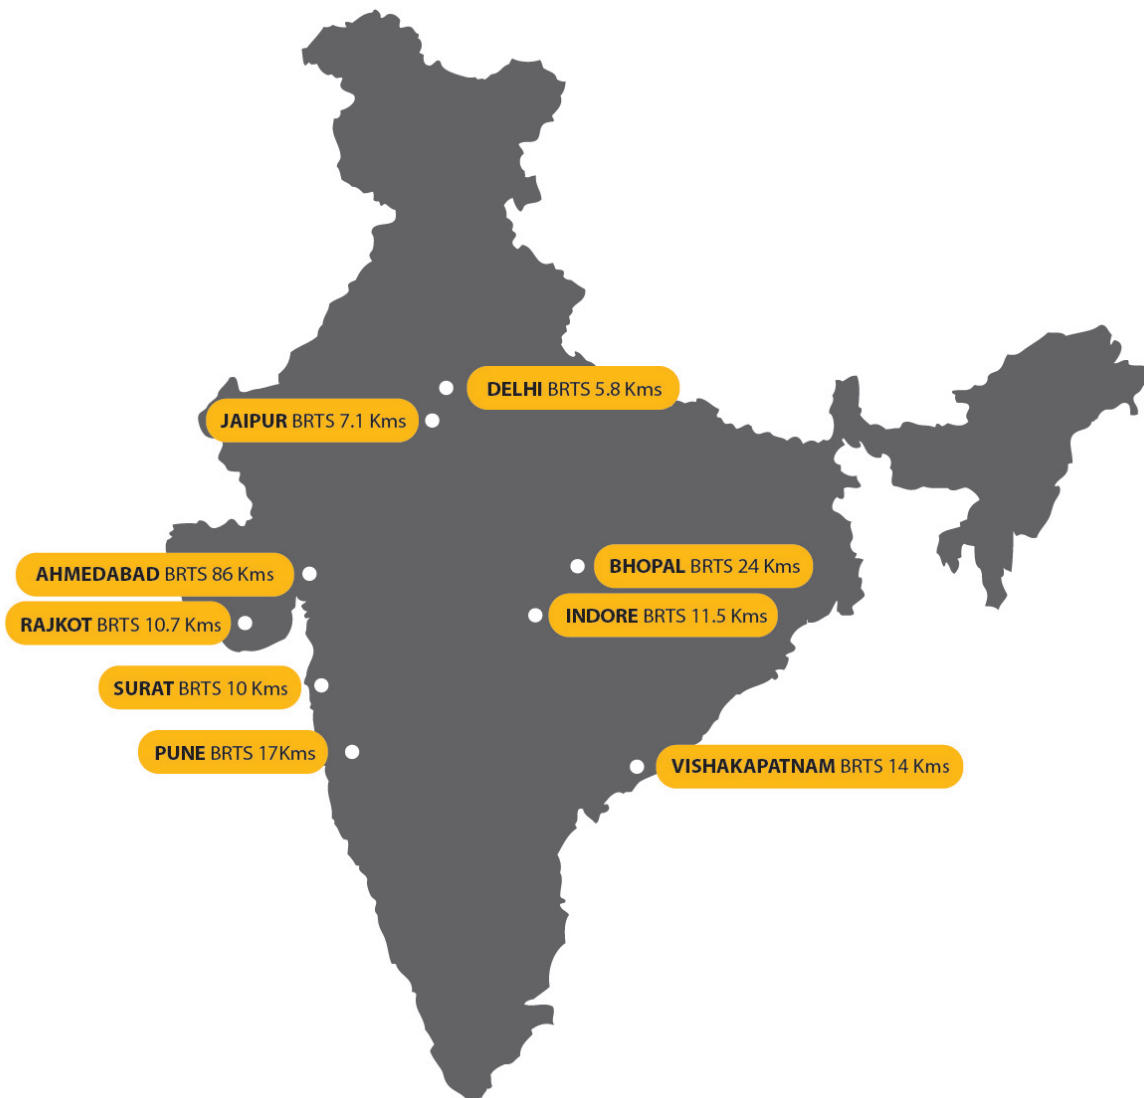 DELHI BRTS 5.8 Kms
JAIPUR BRTS 7.1 Kms
AHMEDABAD BRTS 86 Kms
BHOPAL BRTS 24 Kms
RAJKOT BRTS 10.7 Kms
INDORE BRTS 11.5 Kms
SURAT BRTS 10 Kms
PUNE BRTS 17Kms
VISHAKAPATNAM BRTS 14 Kms